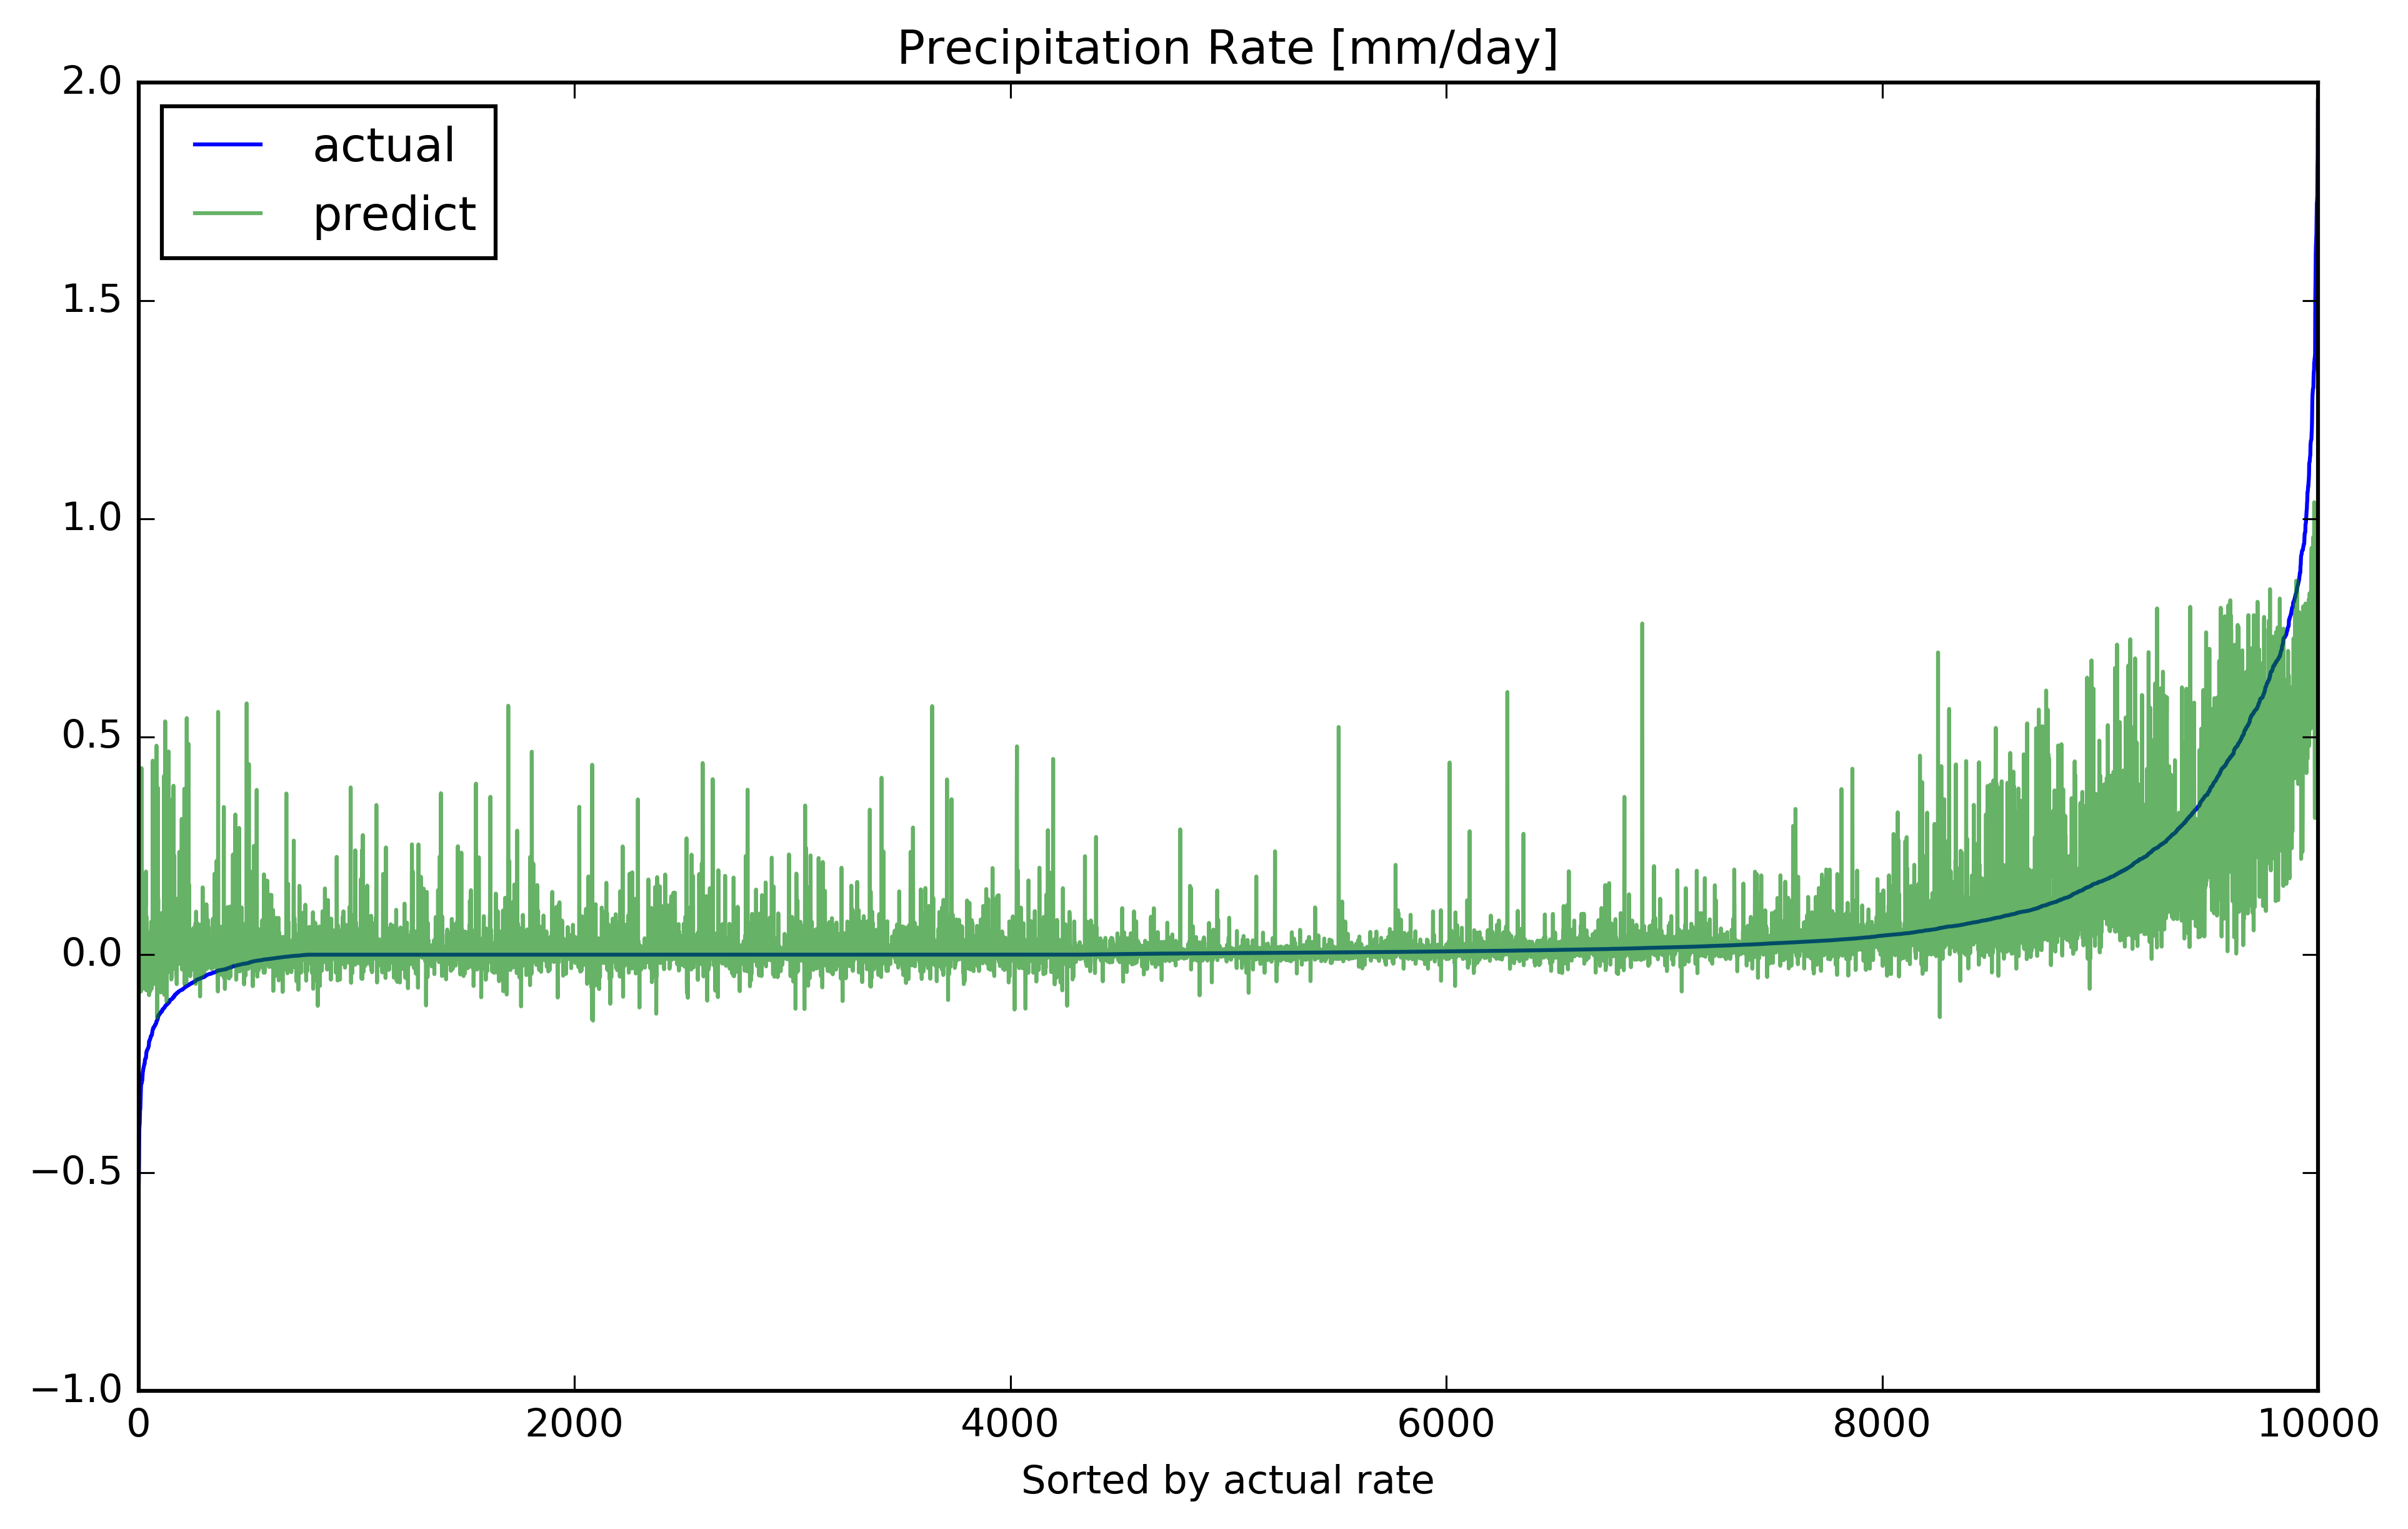 Precipitation Rate [mm/day]
2.0
actual
predict
1.5
1.0
0.5
0.0
−0.5
−1.0
0 2000 4000 6000 8000 10000
Sorted by actual rate